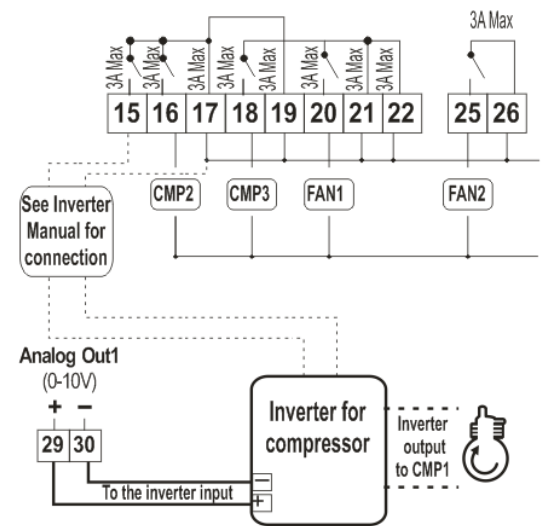 3A Max
3A Max
3A Max
3A Max
3A Max
3A Max
3A Max
3A Max
3A Max
15 16 17 18 19 20 21 22 25 26
CMP2 CMP3 FAN1 FAN2
See Inverter
Manual for
connection
Analog Out1
(0-10V)
+ −
29 30
Inverter for
compressor
Inverter
output
to CMP1
−
+
To the inverter input